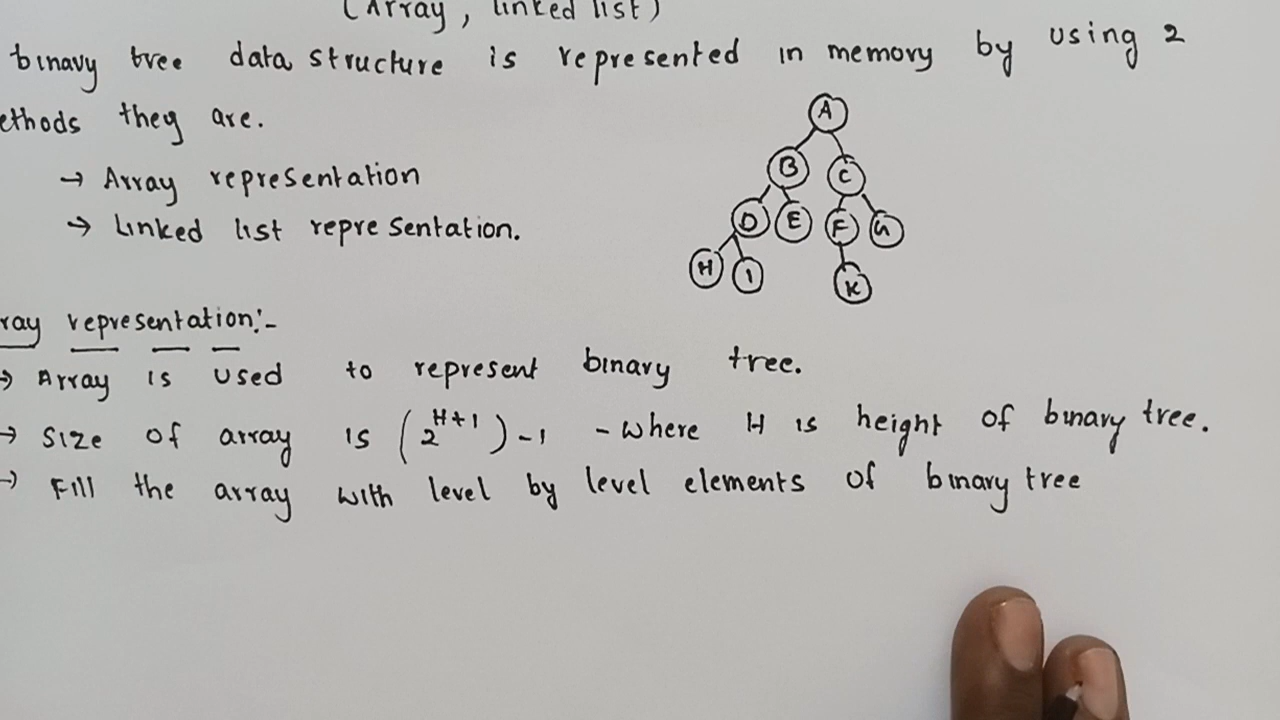 (Array, linked list)
binavy tree data structure is represented in memory by using 2
ethods they are.
→ Array representation
→ Linked list representation.
A
B C
D E F G
H I K
ray representation:-
→ Array is used to represent binary tree.
→ Size of array is (2^H+1)-1 - where H is height of binary tree.
→ Fill the array with level by level elements of binary tree